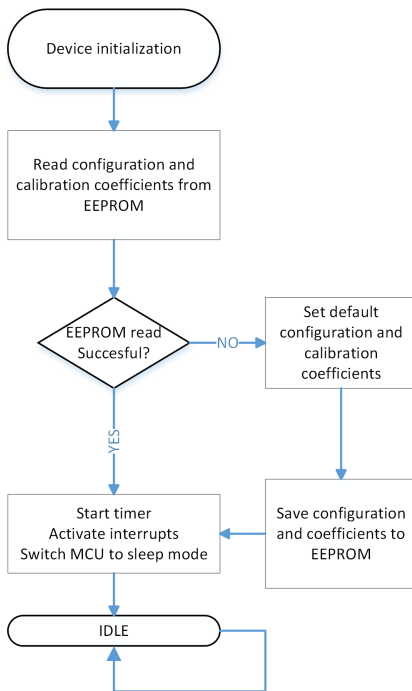 Device initialization
Read configuration and
calibration coefficients from
EEPROM
EEPROM read
Succesful?
NO
Set default
configuration and
calibration
coefficients
YES
Start timer
Activate interrupts
Switch MCU to sleep mode
Save configuration
and coefficients to
EEPROM
IDLE